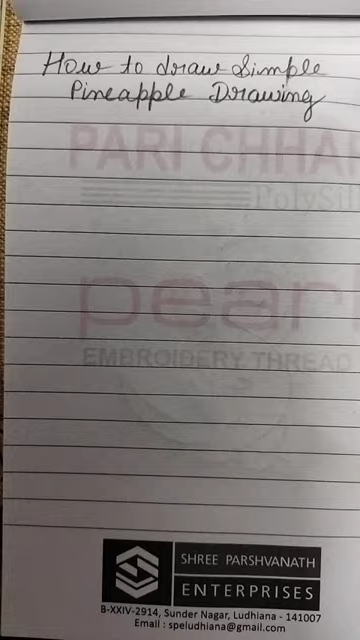 How to draw Simple
Pineapple Drawing
PARI CHHA
PolySil
pearl
EMBROIDERY THREAD
SHREE PARSHVANATH
ENTERPRISES
B-XXIV-2914, Sunder Nagar, Ludhiana - 141007
Email : speludhiana@gmail.com